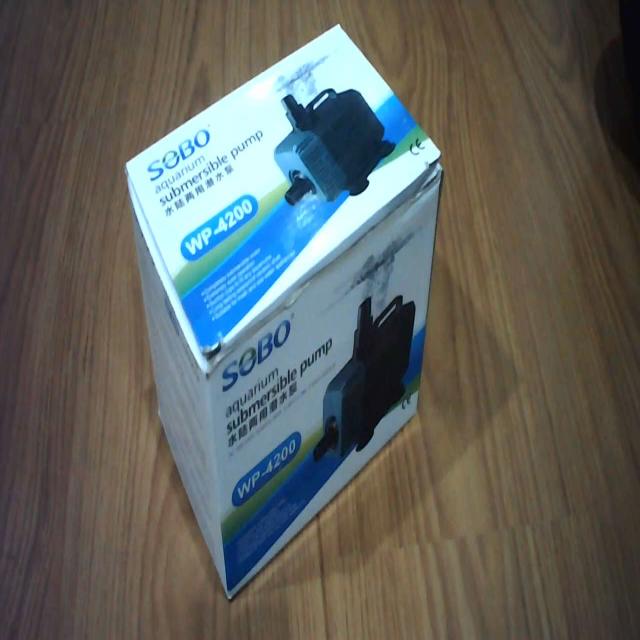 SOBO
aquarium
submersible pump
水陆两用潜水泵
WP-4200
CE
SOBO
aquarium
submersible pump
水陆两用潜水泵
WP-4200
CE